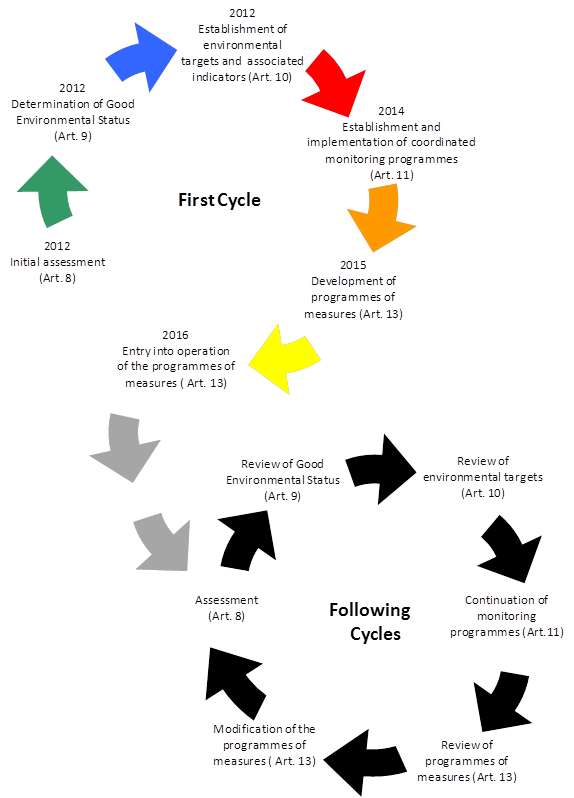 2012
Establishment of
environmental
targets and associated
indicators (Art. 10)
2012
Determination of Good
Environmental Status
(Art. 9)
2014
Establishment and
implementation of coordinated
monitoring programmes
(Art. 11)
First Cycle
2012
Initial assessment
(Art. 8)
2015
Development of
programmes of
measures (Art. 13)
2016
Entry into operation
of the programmes of
measures ( Art. 13)
Review of Good
Environmental Status
(Art. 9)
Review of
environmental targets
(Art. 10)
Assessment
(Art. 8)
Following
Cycles
Continuation of
monitoring
programmes (Art.11)
Modification of the
programmes of
measures ( Art. 13)
Review of
programmes of
measures (Art. 13)